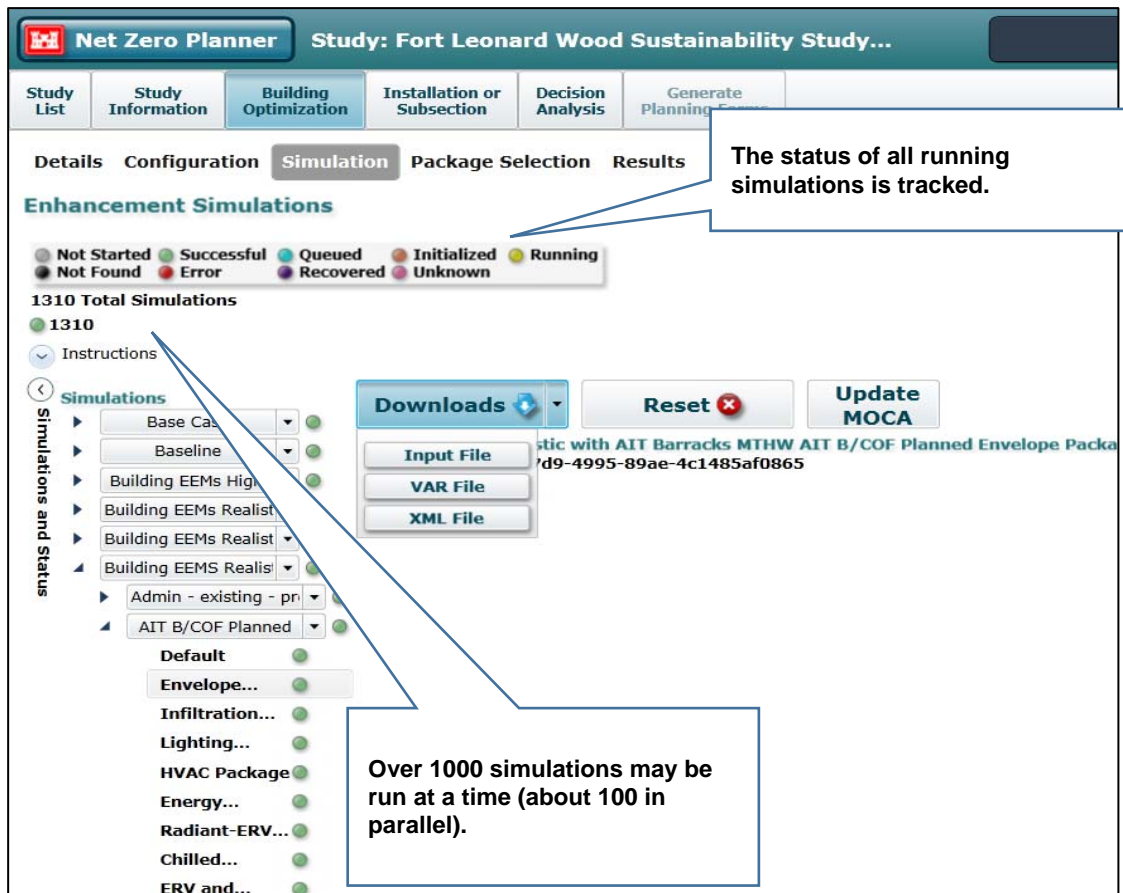 Net Zero Planner
Study: Fort Leonard Wood Sustainability Study...
Study List
Study Information
Building Optimization
Installation or Subsection
Decision Analysis
Generate Planning Forms
Details Configuration Simulation Package Selection Results
The status of all running
simulations is tracked.
Enhancement Simulations
Not Started Successful Queued Initialized Running
Not Found Error Recovered Unknown
1310 Total Simulations
1310
Instructions
Simulations and Status
Simulations
Downloads
Reset
Update
MOCA
Input File
VAR File
XML File
stic with AIT Barracks MTHW AIT B/COF Planned Envelope Packa
7d9-4995-89ae-4c1485af0865
Base Cas
Baseline
Building EEMs High
Building EEMs Realist
Building EEMs Realist
Building EEMS Realis
Admin - existing - pr
AIT B/COF Planned
Default
Envelope...
Infiltration...
Lighting...
HVAC Package
Energy...
Radiant-ERV...
Chilled...
ERV and...
Over 1000 simulations may be
run at a time (about 100 in
parallel).